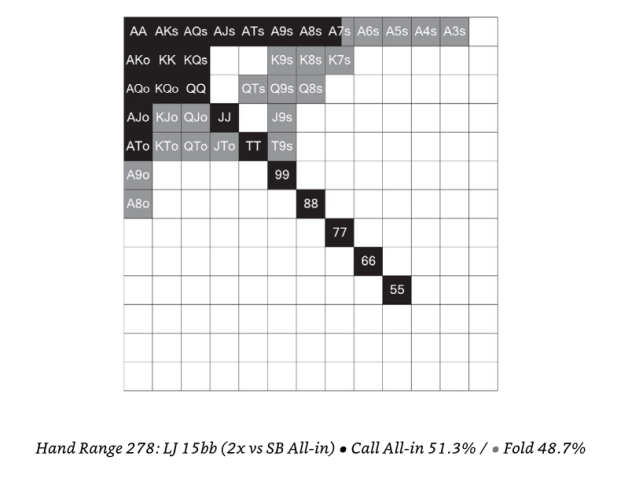 AA AKs AQs AJs ATs A9s A8s A7s A6s A5s A4s A3s
AKo KK KQs K9s K8s K7s
AQo KQo QQ QTs Q9s Q8s
AJo KJo QJo JJ J9s
ATo KTo QTo JTo TT T9s
A9o 99
A8o 88
77
66
55
Hand Range 278: LJ 15bb (2x vs SB All-in) • Call All-in 51.3% / • Fold 48.7%